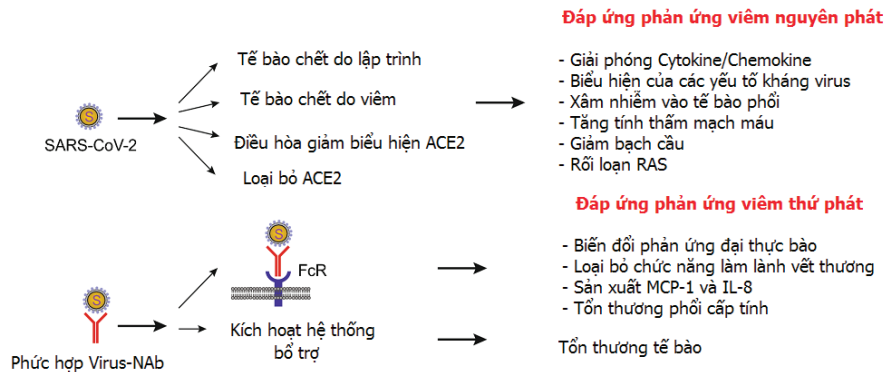 Đáp ứng phản ứng viêm nguyên phát
Tế bào chết do lập trình
Tế bào chết do viêm
Điều hòa giảm biểu hiện ACE2
Loại bỏ ACE2
S
SARS-CoV-2
- Giải phóng Cytokine/Chemokine
- Biểu hiện của các yếu tố kháng virus
- Xâm nhiễm vào tế bào phổi
- Tăng tính thấm mạch máu
- Giảm bạch cầu
- Rối loạn RAS
Đáp ứng phản ứng viêm thứ phát
S
FcR
S
Phức hợp Virus-NAb
Kích hoạt hệ thống
bổ trợ
- Biến đổi phản ứng đại thực bào
- Loại bỏ chức năng làm lành vết thương
- Sản xuất MCP-1 và IL-8
- Tổn thương phổi cấp tính
Tổn thương tế bào